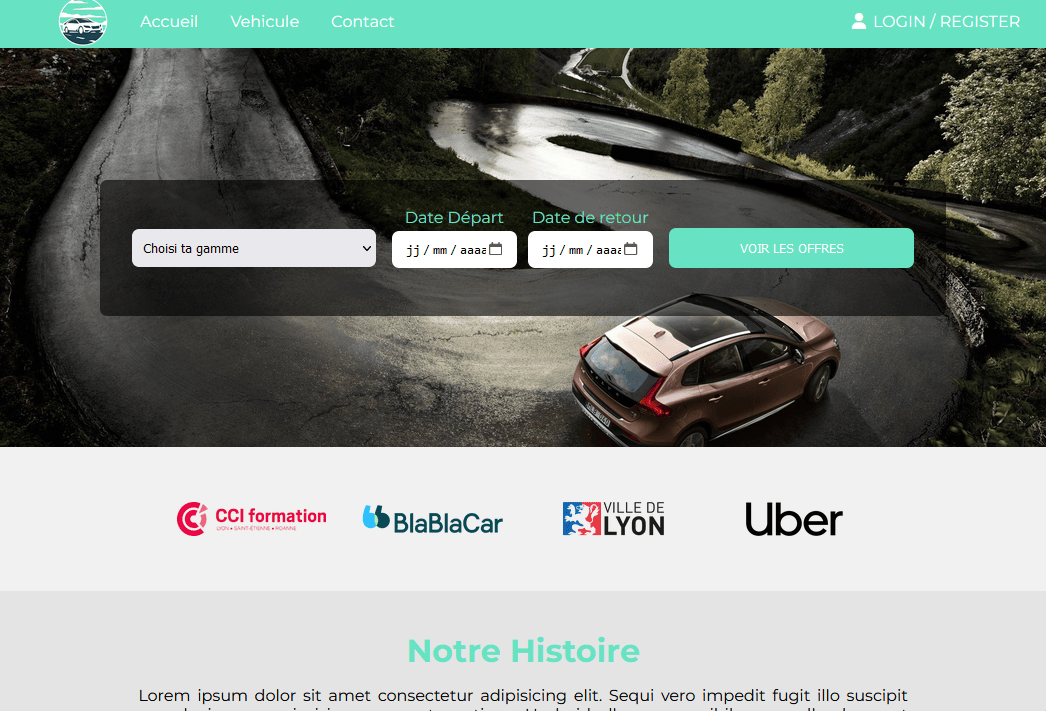 Accueil Vehicule Contact LOGIN / REGISTER
Date Départ Date de retour
Choisi ta gamme jj / mm / aaaa jj / mm / aaaa VOIR LES OFFRES
CCI formation BlaBlaCar VILLE DE LYON Uber
LYON • SAINT-ÉTIENNE • ROANNE
Notre Histoire
Lorem ipsum dolor sit amet consectetur adipisicing elit. Sequi vero impedit fugit illo suscipit